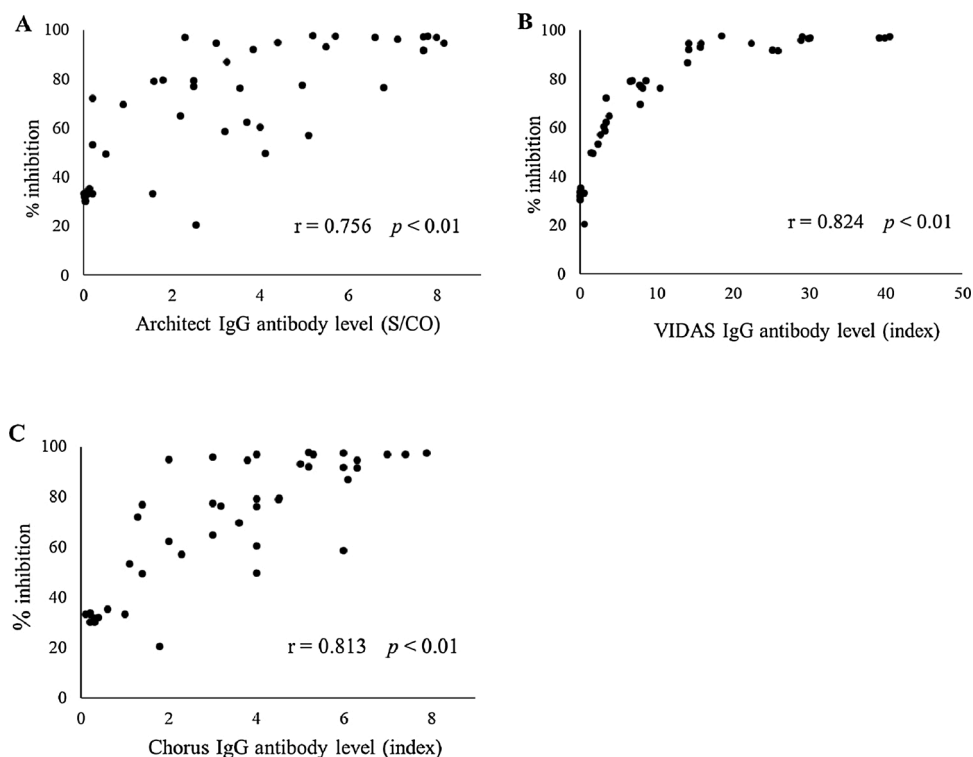 A
% inhibition
100
80
60
40
20
0
r = 0.756 p < 0.01
0 2 4 6 8
Architect IgG antibody level (S/CO)
B
% inhibition
100
80
60
40
20
0
r = 0.824 p < 0.01
0 10 20 30 40 50
VIDAS IgG antibody level (index)
C
% inhibition
100
80
60
40
20
0
r = 0.813 p < 0.01
0 2 4 6 8
Chorus IgG antibody level (index)